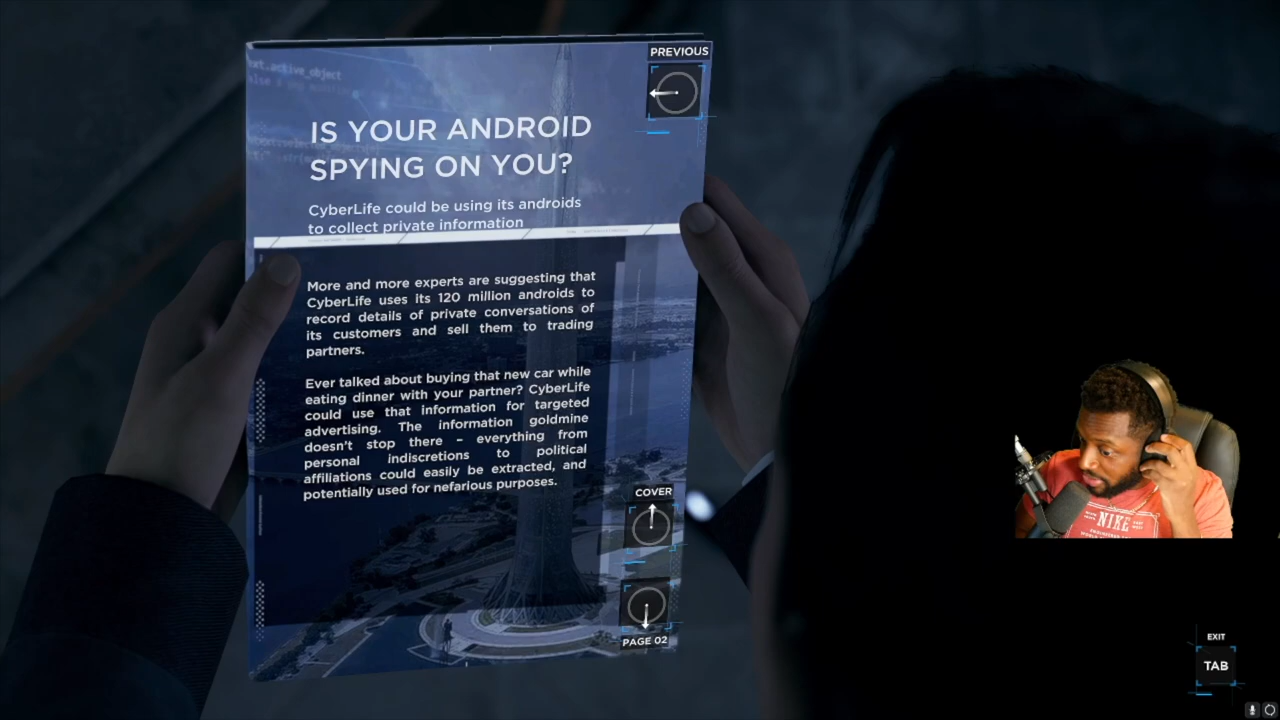 ext.active_object
PREVIOUS
IS YOUR ANDROID
SPYING ON YOU?
CyberLife could be using its androids
to collect private information
More and more experts are suggesting that
CyberLife uses its 120 million androids to
record details of private conversations of
its customers and sell them to trading
partners.
Ever talked about buying that new car while
eating dinner with your partner? CyberLife
could use that information for targeted
advertising. The information goldmine
doesn't stop there – everything from
personal indiscretions to political
affiliations could easily be extracted, and
potentially used for nefarious purposes.
COVER
PAGE 02
NIKE
EXIT
TAB